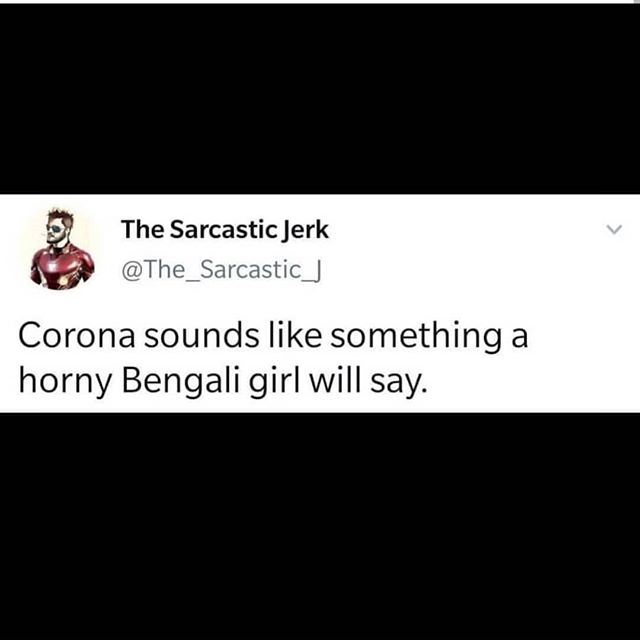 The Sarcastic Jerk
@The_Sarcastic_J
Corona sounds like something a
horny Bengali girl will say.